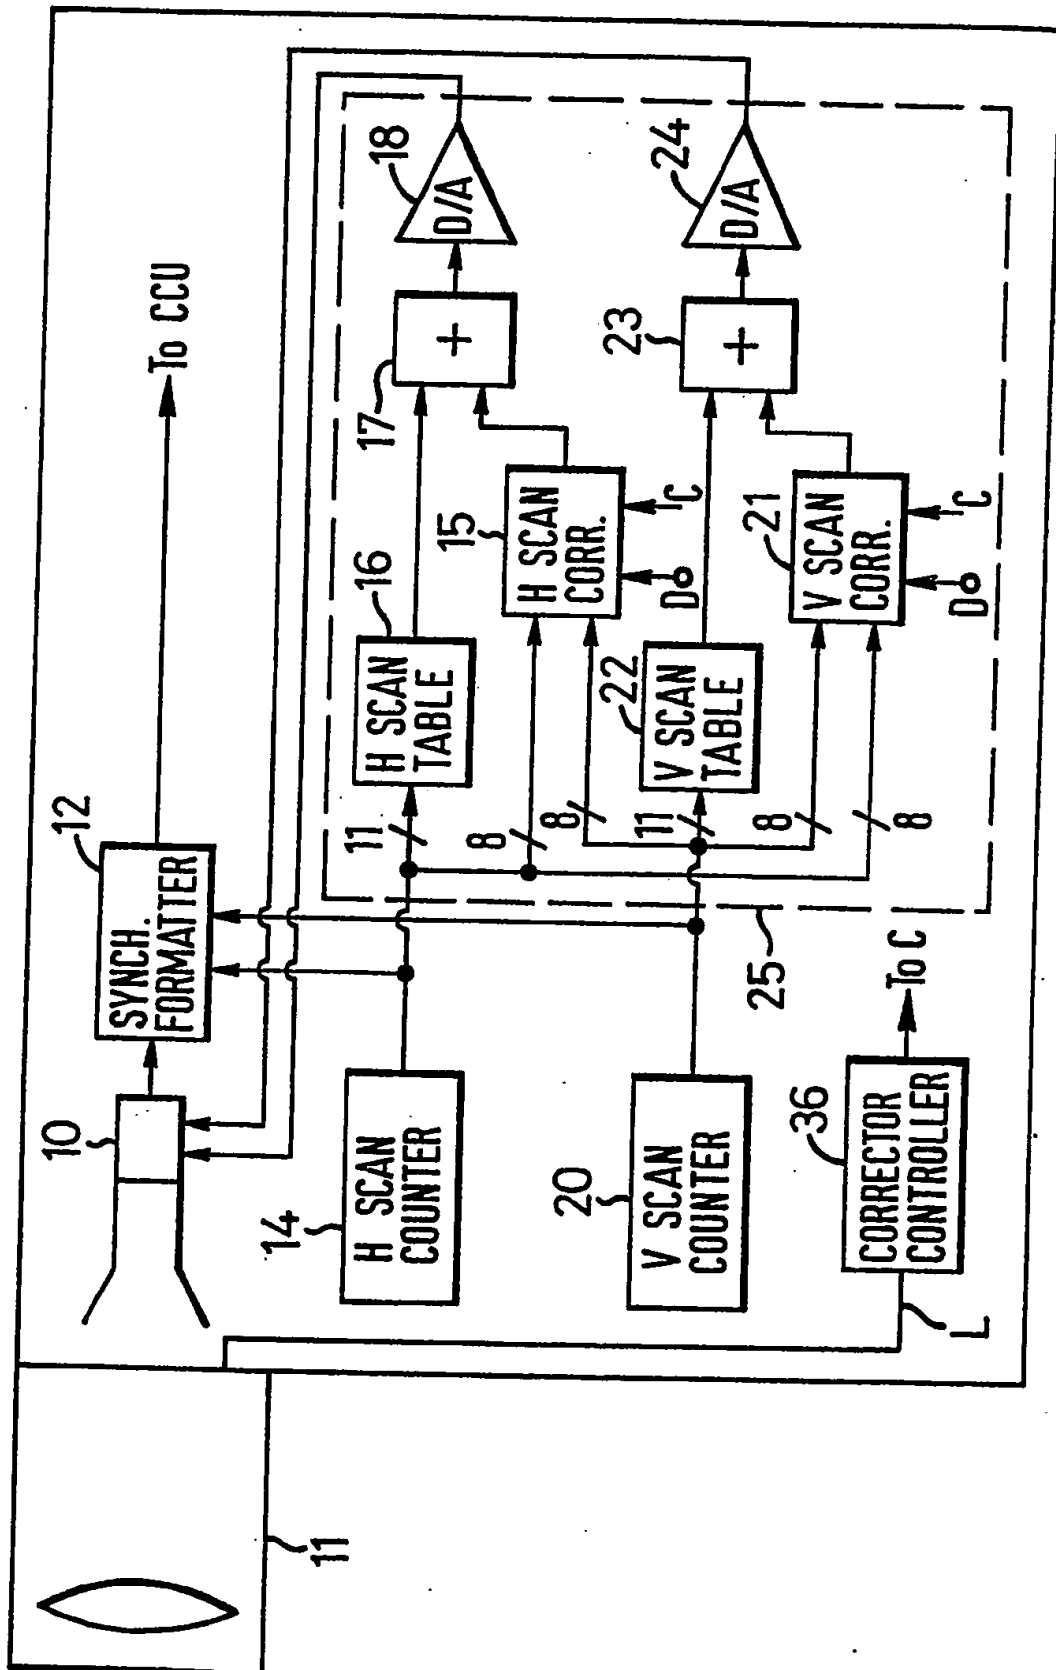 11
10
12
SYNCH.
FORMATTER
To CCU
14
H SCAN
COUNTER
11
16
H SCAN
TABLE
17
+
18
D/A
8
8
15
H SCAN
CORR.
D
C
20
V SCAN
COUNTER
11
22
V SCAN
TABLE
23
+
24
D/A
8
8
21
V SCAN
CORR.
D
C
25
L
36
CORRECTOR
CONTROLLER
To C